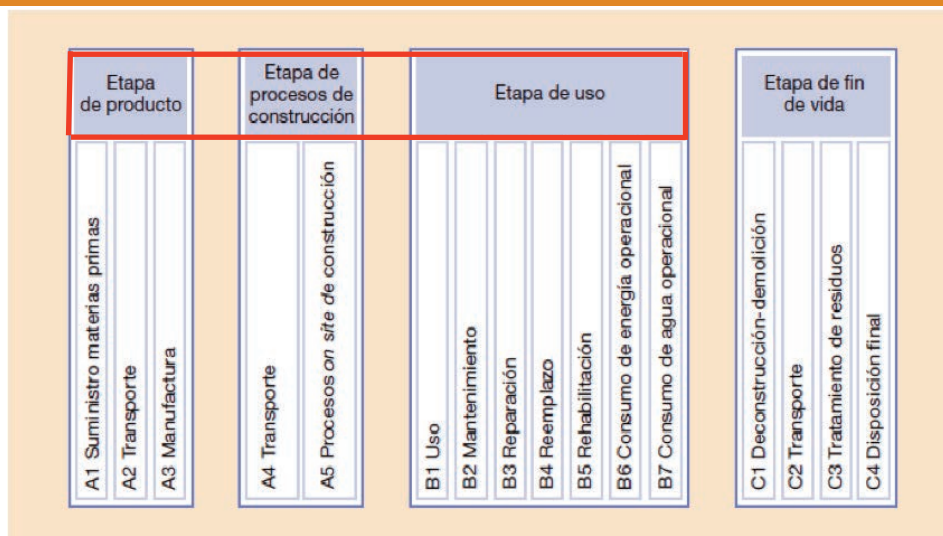 Etapa
de producto
Etapa de
procesos de
construcción
Etapa de uso
Etapa de fin
de vida
A1 Suministro materias primas
A2 Transporte
A3 Manufactura
A4 Transporte
A5 Procesos on site de construcción
B1 Uso
B2 Mantenimiento
B3 Reparación
B4 Reemplazo
B5 Rehabilitación
B6 Consumo de energía operacional
B7 Consumo de agua operacional
C1 Deconstrucción-demolición
C2 Transporte
C3 Tratamiento de residuos
C4 Disposición final